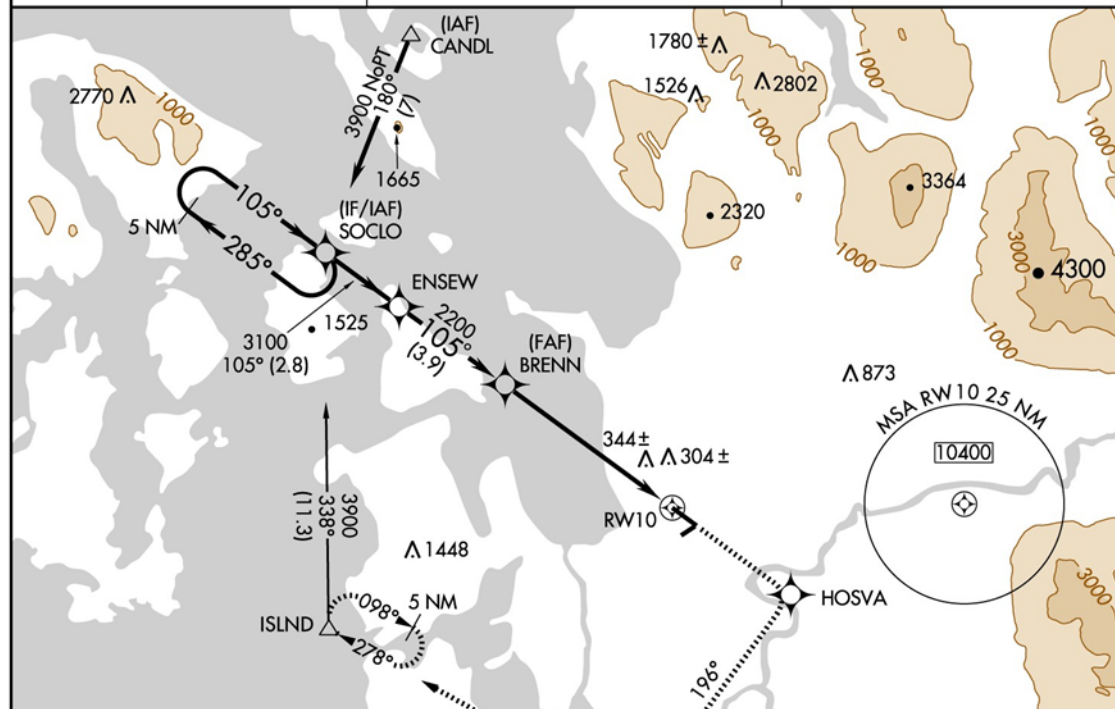 (IAF)
CANDL
3900 NoPT
180°
(7)
1665
2770
1000
1780 ±
1526
2802
1000
1000
3364
2320
1000
3000
4300
1000
105°
5 NM
285°
(IF/IAF)
SOCLO
ENSEW
2200
105°
(3.9)
1525
3100
105° (2.8)
(FAF)
BRENN
873
MSA RW10 25 NM
10400
344±
304 ±
RW10
3900
338°
(11.3)
1448
ISLND
098°
5 NM
278°
HOSVA
196°
3000